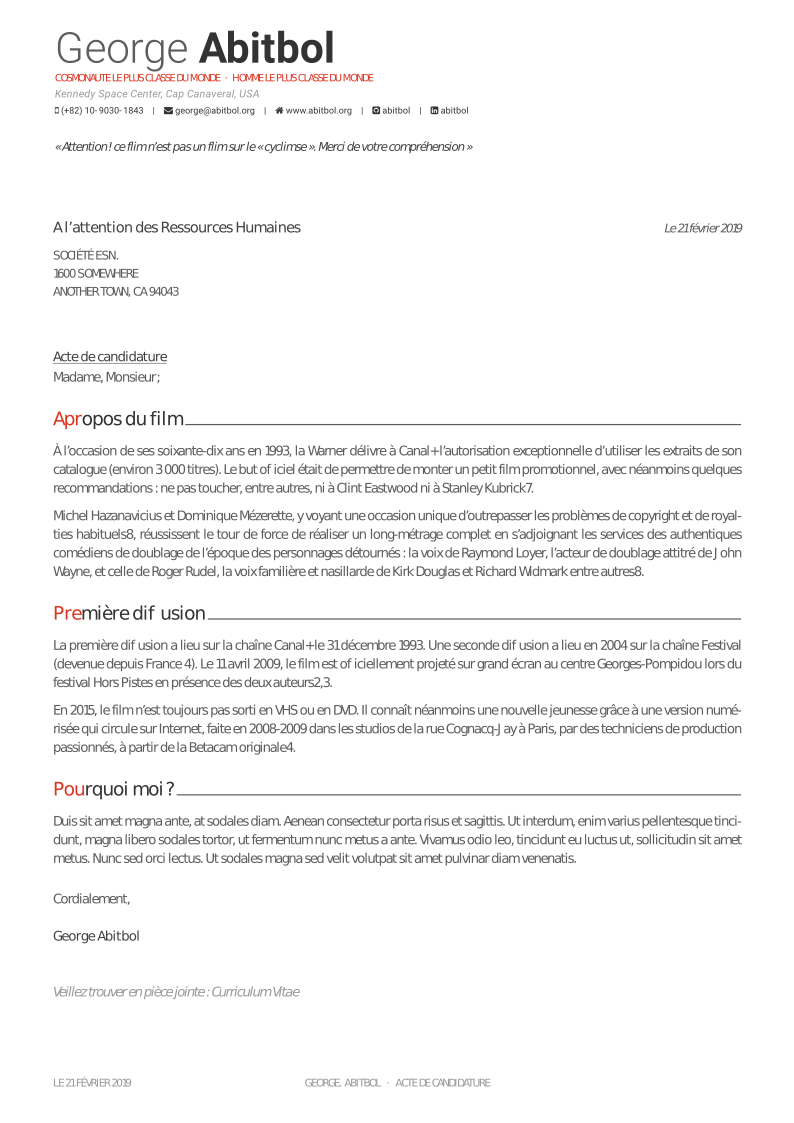 George Abitbol
COSMONAUTE LE PLUS CLASSE DU MONDE · HOMME LE PLUS CLASSE DU MONDE
Kennedy Space Center, Cap Canaveral, USA
(+82) 10-9030-1843 | george@abitbol.org | www.abitbol.org | abitbol | abitbol
« Attention ! ce flim n'est pas un flim sur le « cyclimse ». Merci de votre compréhension »
A l'attention des Ressources Humaines
Le 21 février 2019
SOCIÉTÉ ESN.
1600 SOMEWHERE
ANOTHER TOWN, CA 94043
Acte de candidature
Madame, Monsieur ;
Apropos du film
À l'occasion de ses soixante-dix ans en 1993, la Warner délivre à Canal+ l'autorisation exceptionnelle d'utiliser les extraits de son
catalogue (environ 3 000 titres). Le but of iciel était de permettre de monter un petit film promotionnel, avec néanmoins quelques
recommandations : ne pas toucher, entre autres, ni à Clint Eastwood ni à Stanley Kubrick7.
Michel Hazanavicius et Dominique Mézerette, y voyant une occasion unique d'outrepasser les problèmes de copyright et de royal-
ties habituels8, réussissent le tour de force de réaliser un long-métrage complet en s'adjoignant les services des authentiques
comédiens de doublage de l'époque des personnages détournés : la voix de Raymond Loyer, l'acteur de doublage attitré de John
Wayne, et celle de Roger Rudel, la voix familière et nasillarde de Kirk Douglas et Richard Widmark entre autres8.
Première dif usion
La première dif usion a lieu sur la chaîne Canal+ le 31 décembre 1993. Une seconde dif usion a lieu en 2004 sur la chaîne Festival
(devenue depuis France 4). Le 11 avril 2009, le film est of iciellement projeté sur grand écran au centre Georges-Pompidou lors du
festival Hors Pistes en présence des deux auteurs2,3.
En 2015, le film n'est toujours pas sorti en VHS ou en DVD. Il connaît néanmoins une nouvelle jeunesse grâce à une version numé-
risée qui circule sur Internet, faite en 2008-2009 dans les studios de la rue Cognacq-Jay à Paris, par des techniciens de production
passionnés, à partir de la Betacam originale4.
Pourquoi moi ?
Duis sit amet magna ante, at sodales diam. Aenean consectetur porta risus et sagittis. Ut interdum, enim varius pellentesque tinci-
dunt, magna libero sodales tortor, ut fermentum nunc metus a ante. Vivamus odio leo, tincidunt eu luctus ut, sollicitudin sit amet
metus. Nunc sed orci lectus. Ut sodales magna sed velit volutpat sit amet pulvinar diam venenatis.
Cordialement,
George Abitbol
Veillez trouver en pièce jointe : Curriculum Vitae
LE 21 FÉVRIER 2019 GEORGE. ABITBOL · ACTE DE CANDIDATURE